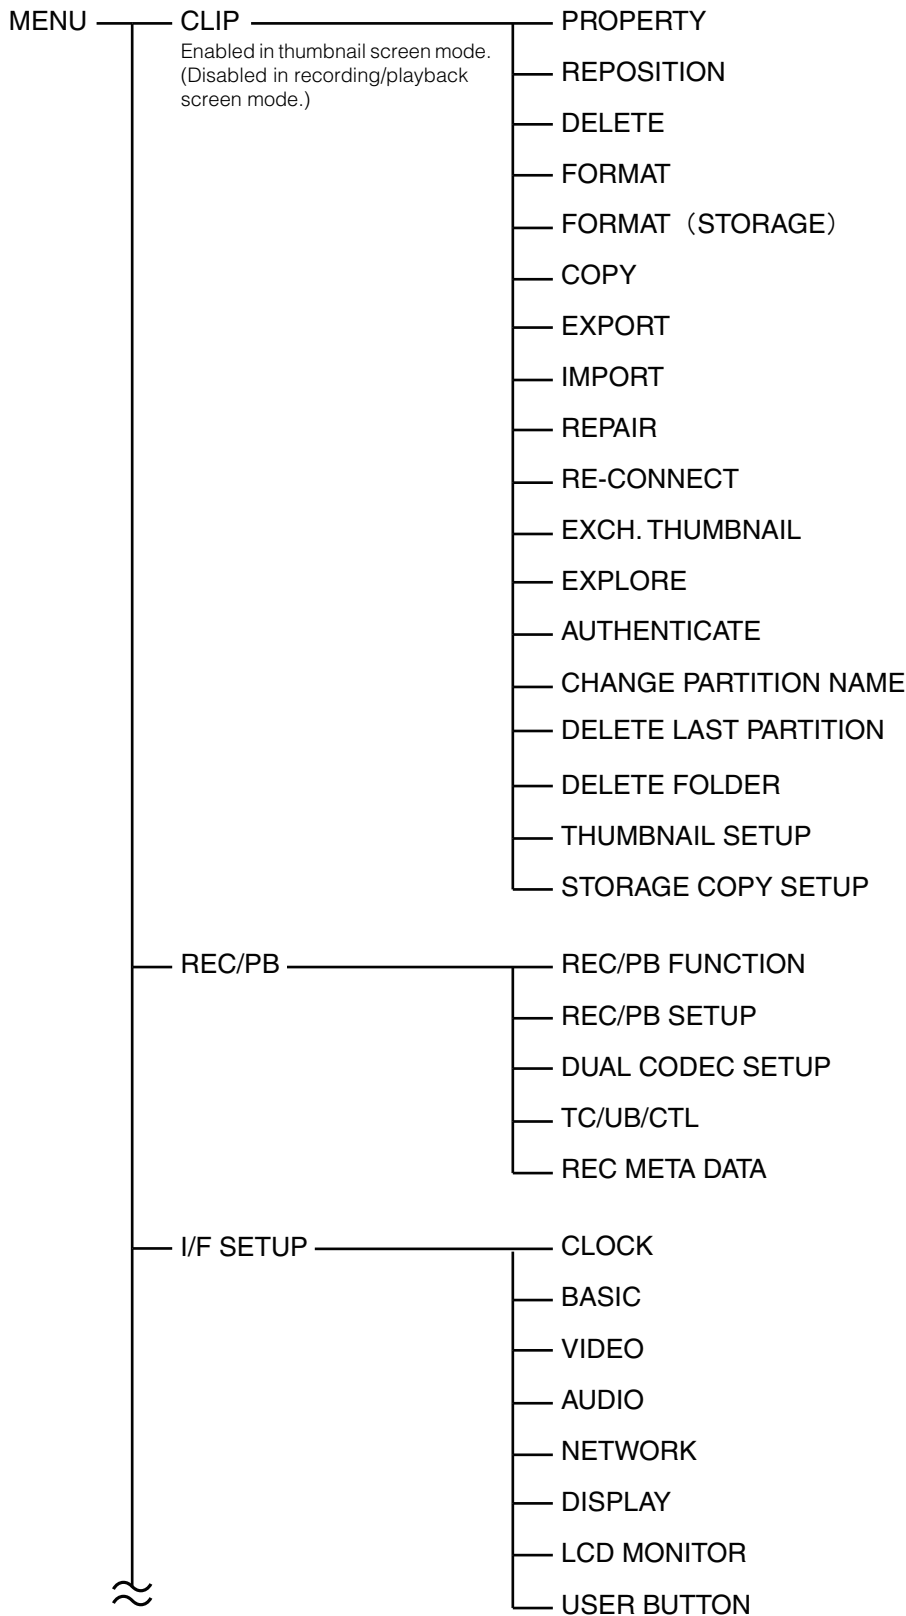 MENU
CLIP
Enabled in thumbnail screen mode.
(Disabled in recording/playback
screen mode.)
PROPERTY
REPOSITION
DELETE
FORMAT
FORMAT（STORAGE）
COPY
EXPORT
IMPORT
REPAIR
RE-CONNECT
EXCH. THUMBNAIL
EXPLORE
AUTHENTICATE
CHANGE PARTITION NAME
DELETE LAST PARTITION
DELETE FOLDER
THUMBNAIL SETUP
STORAGE COPY SETUP
REC/PB
REC/PB FUNCTION
REC/PB SETUP
DUAL CODEC SETUP
TC/UB/CTL
REC META DATA
I/F SETUP
CLOCK
BASIC
VIDEO
AUDIO
NETWORK
DISPLAY
LCD MONITOR
USER BUTTON